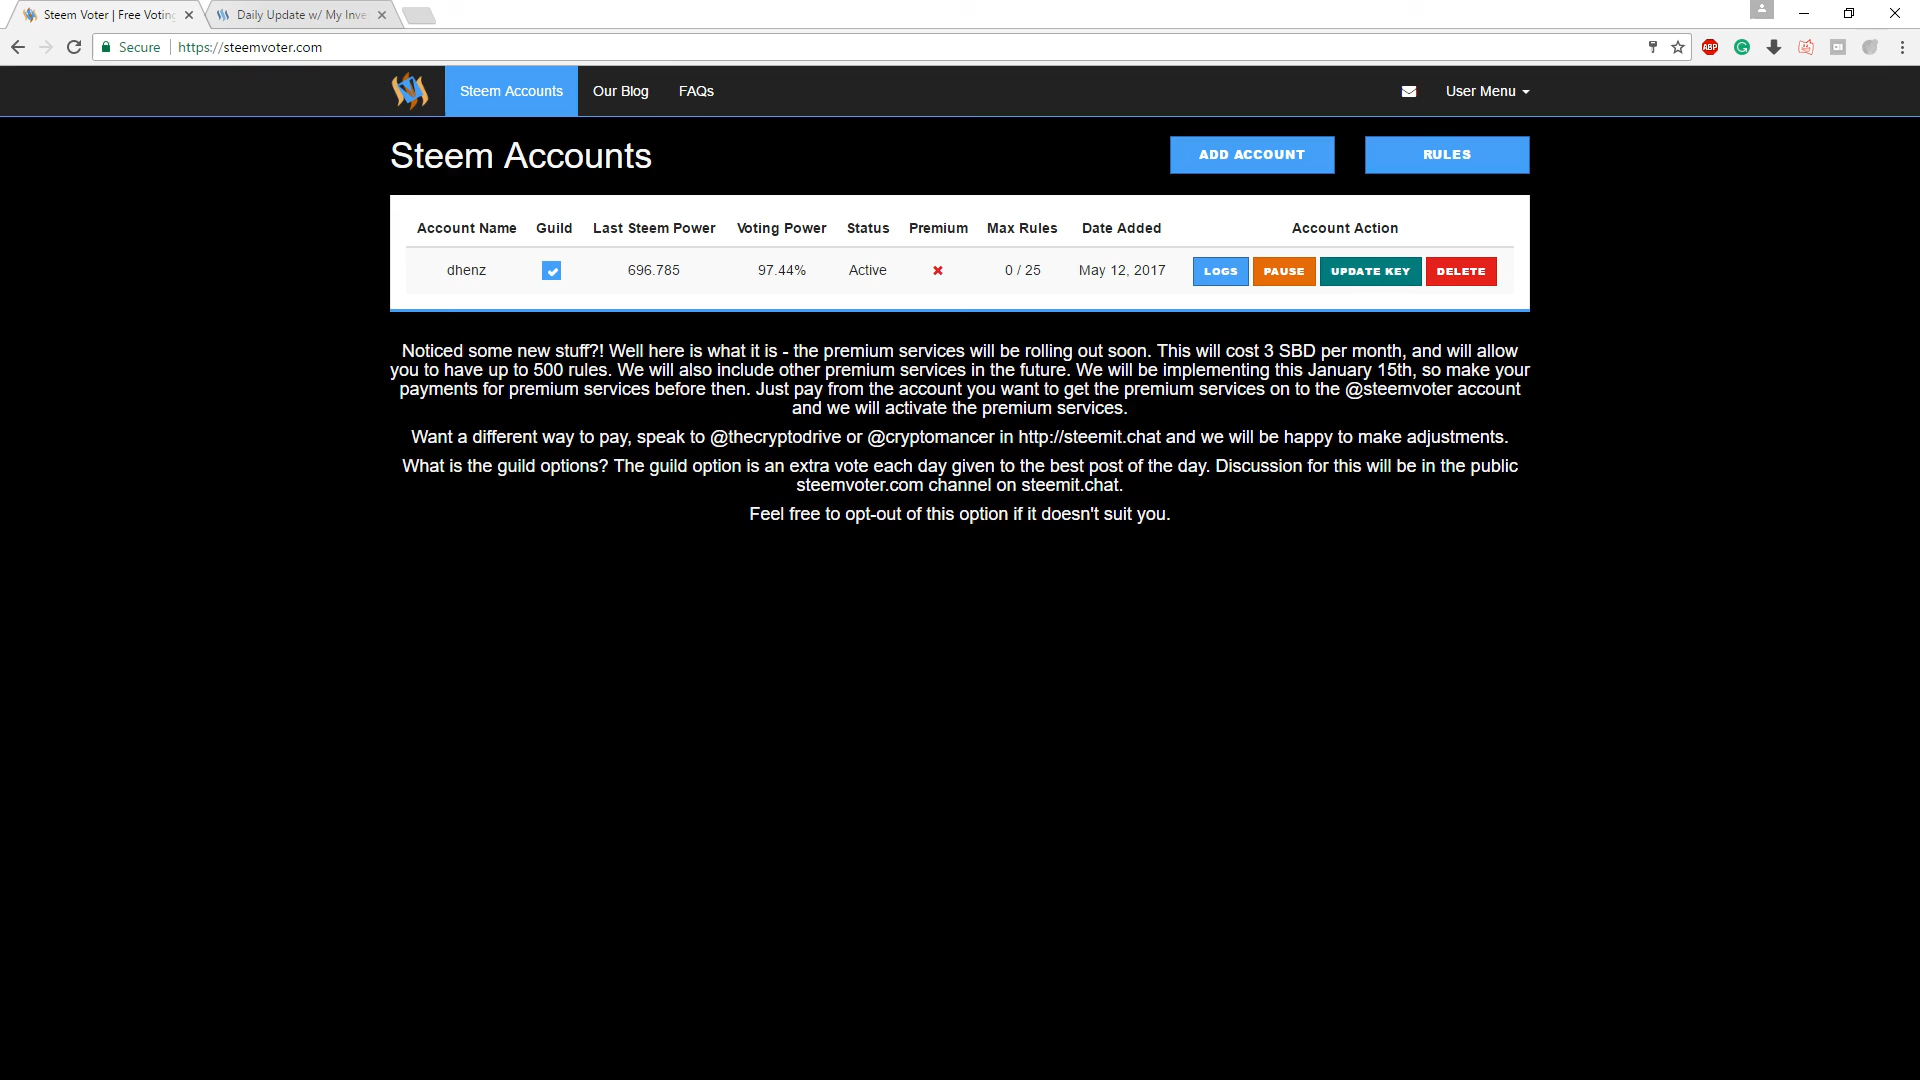 Steem Voter | Free Voting
Daily Update w/ My Inve
Secure
https://steemvoter.com
ABP
Steem Accounts
Our Blog
FAQs
User Menu
Steem Accounts
ADD ACCOUNT
RULES
Account Name Guild Last Steem Power Voting Power Status Premium Max Rules Date Added Account Action
dhenz 696.785 97.44% Active 0 / 25 May 12, 2017 LOGS PAUSE UPDATE KEY DELETE
Noticed some new stuff?! Well here is what it is - the premium services will be rolling out soon. This will cost 3 SBD per month, and will allow
you to have up to 500 rules. We will also include other premium services in the future. We will be implementing this January 15th, so make your
payments for premium services before then. Just pay from the account you want to get the premium services on to the @steemvoter account
and we will activate the premium services.
Want a different way to pay, speak to @thecryptodrive or @cryptomancer in http://steemit.chat and we will be happy to make adjustments.
What is the guild options? The guild option is an extra vote each day given to the best post of the day. Discussion for this will be in the public
steemvoter.com channel on steemit.chat.
Feel free to opt-out of this option if it doesn't suit you.